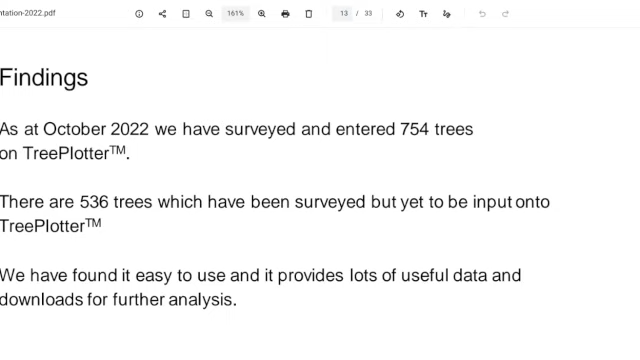 ntation-2022.pdf
161%
13 / 33
Findings
As at October 2022 we have surveyed and entered 754 trees
on TreePlotter™.
There are 536 trees which have been surveyed but yet to be input onto
TreePlotter™
We have found it easy to use and it provides lots of useful data and
downloads for further analysis.